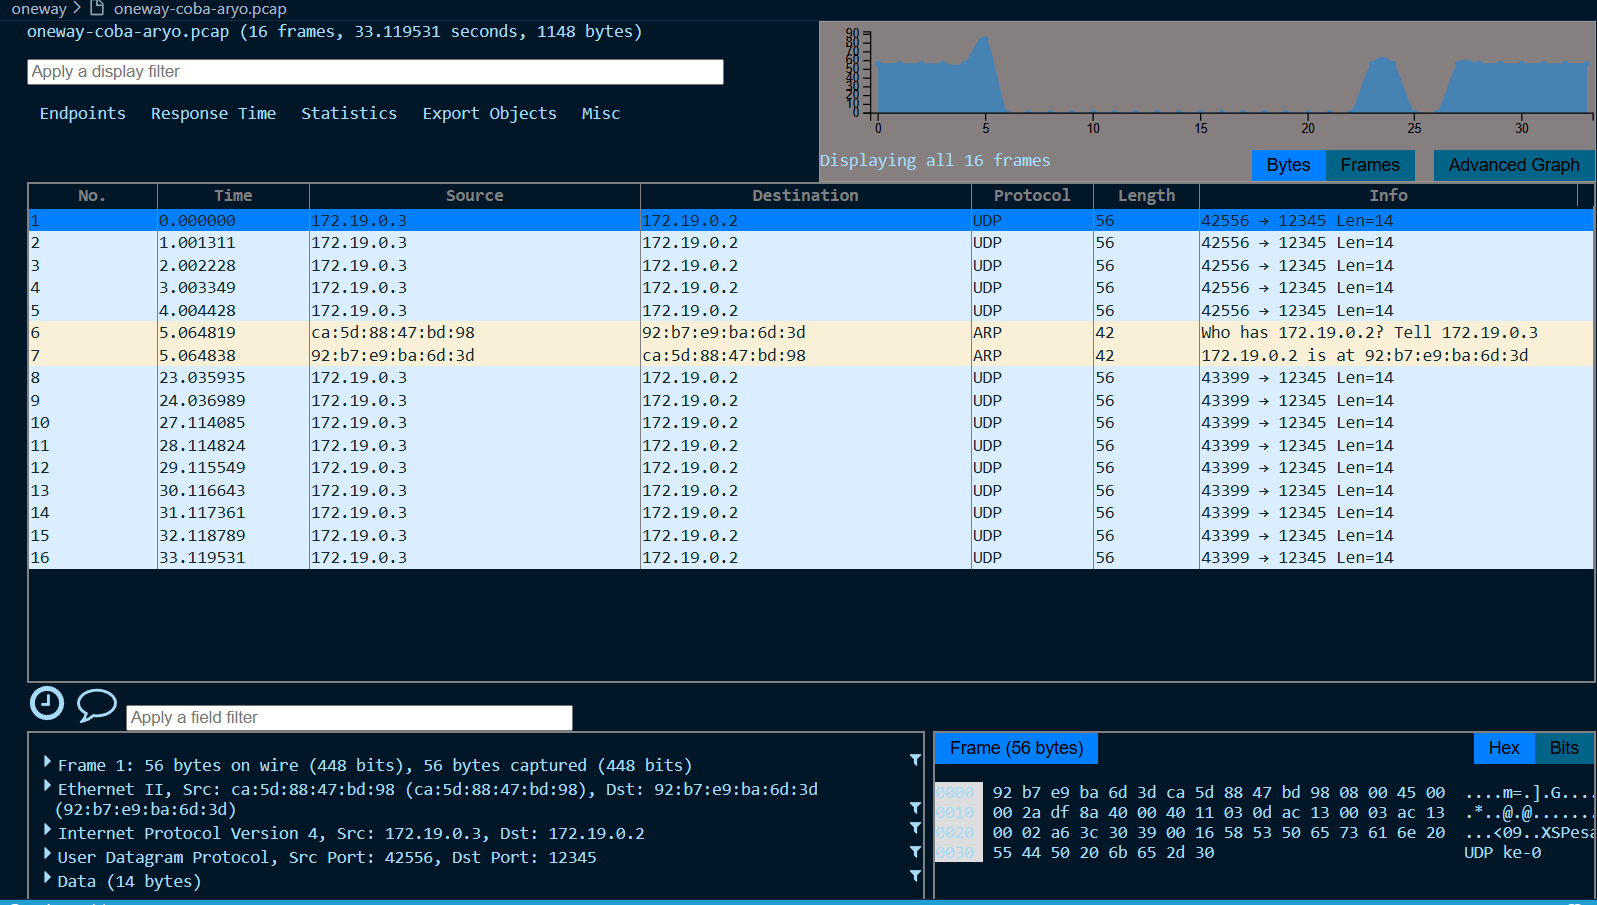 oneway > oneway-coba-aryo.pcap
oneway-coba-aryo.pcap (16 frames, 33.119531 seconds, 1148 bytes)
Apply a display filter
Endpoints Response Time Statistics Export Objects Misc
90
80
70
60
50
40
30
20
10
0
0 5 10 15 20 25 30
Displaying all 16 frames
Bytes Frames Advanced Graph
No. Time Source Destination Protocol Length Info
1 0.000000 172.19.0.3 172.19.0.2 UDP 56 42556 → 12345 Len=14
2 1.001311 172.19.0.3 172.19.0.2 UDP 56 42556 → 12345 Len=14
3 2.002228 172.19.0.3 172.19.0.2 UDP 56 42556 → 12345 Len=14
4 3.003349 172.19.0.3 172.19.0.2 UDP 56 42556 → 12345 Len=14
5 4.004428 172.19.0.3 172.19.0.2 UDP 56 42556 → 12345 Len=14
6 5.064819 ca:5d:88:47:bd:98 92:b7:e9:ba:6d:3d ARP 42 Who has 172.19.0.2? Tell 172.19.0.3
7 5.064838 92:b7:e9:ba:6d:3d ca:5d:88:47:bd:98 ARP 42 172.19.0.2 is at 92:b7:e9:ba:6d:3d
8 23.035935 172.19.0.3 172.19.0.2 UDP 56 43399 → 12345 Len=14
9 24.036989 172.19.0.3 172.19.0.2 UDP 56 43399 → 12345 Len=14
10 27.114085 172.19.0.3 172.19.0.2 UDP 56 43399 → 12345 Len=14
11 28.114824 172.19.0.3 172.19.0.2 UDP 56 43399 → 12345 Len=14
12 29.115549 172.19.0.3 172.19.0.2 UDP 56 43399 → 12345 Len=14
13 30.116643 172.19.0.3 172.19.0.2 UDP 56 43399 → 12345 Len=14
14 31.117361 172.19.0.3 172.19.0.2 UDP 56 43399 → 12345 Len=14
15 32.118789 172.19.0.3 172.19.0.2 UDP 56 43399 → 12345 Len=14
16 33.119531 172.19.0.3 172.19.0.2 UDP 56 43399 → 12345 Len=14
Apply a field filter
Frame 1: 56 bytes on wire (448 bits), 56 bytes captured (448 bits)
Ethernet II, Src: ca:5d:88:47:bd:98 (ca:5d:88:47:bd:98), Dst: 92:b7:e9:ba:6d:3d
(92:b7:e9:ba:6d:3d)
Internet Protocol Version 4, Src: 172.19.0.3, Dst: 172.19.0.2
User Datagram Protocol, Src Port: 42556, Dst Port: 12345
Data (14 bytes)
Frame (56 bytes) Hex Bits
0000 92 b7 e9 ba 6d 3d ca 5d 88 47 bd 98 08 00 45 00 ....m=.].G....
0010 00 2a df 8a 40 00 40 11 03 0d ac 13 00 03 ac 13 .*..@.@.......
0020 00 02 a6 3c 30 39 00 16 58 53 50 65 73 61 6e 20 ...<09..XSPesa
0030 55 44 50 20 6b 65 2d 30 UDP ke-0